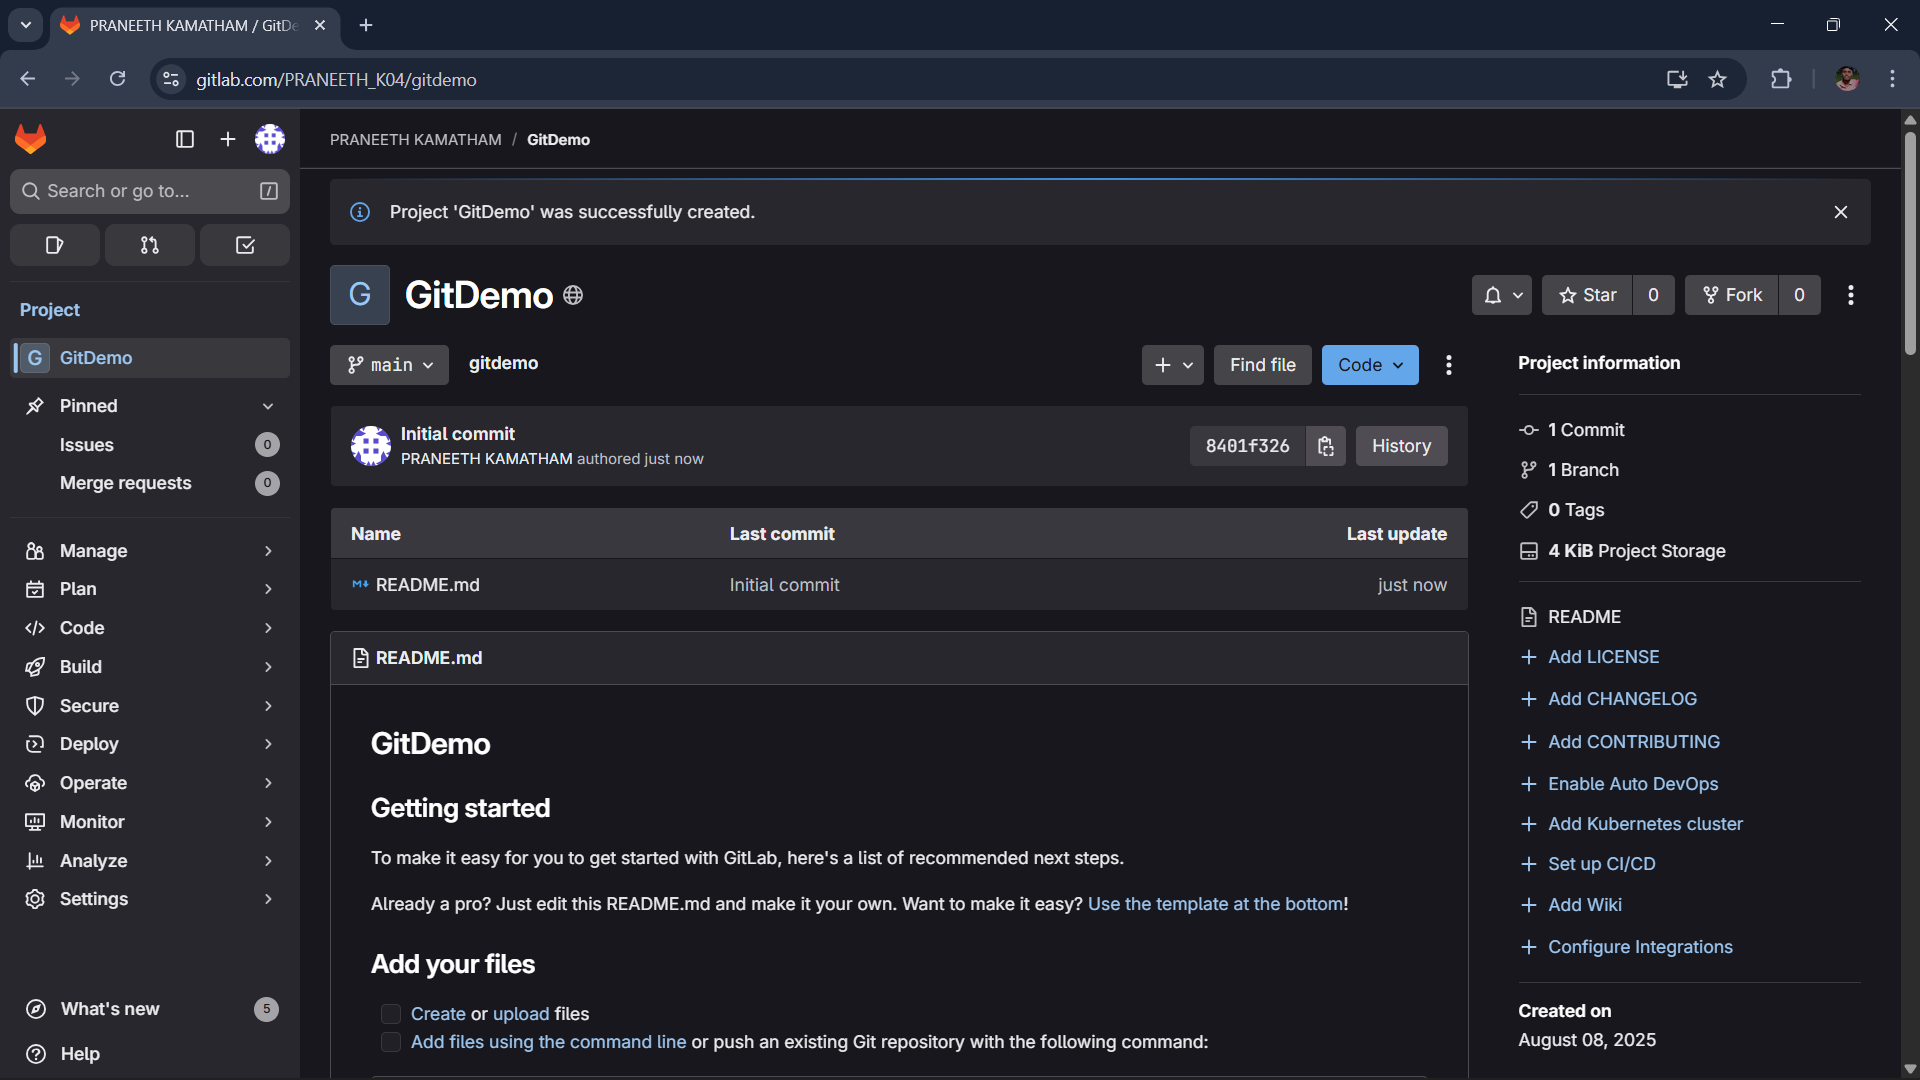 PRANEETH KAMATHAM / GitDe
gitlab.com/PRANEETH_K04/gitdemo
PRANEETH KAMATHAM / GitDemo
Search or go to... /
Project 'GitDemo' was successfully created.
Project
G GitDemo
Pinned
Issues 0
Merge requests 0
Manage
Plan
Code
Build
Secure
Deploy
Operate
Monitor
Analyze
Settings
What's new 5
Help
G GitDemo
Star 0 Fork 0
main gitdemo
Find file Code
Initial commit
PRANEETH KAMATHAM authored just now
8401f326 History
Name Last commit Last update
README.md Initial commit just now
README.md
GitDemo
Getting started
To make it easy for you to get started with GitLab, here's a list of recommended next steps.
Already a pro? Just edit this README.md and make it your own. Want to make it easy? Use the template at the bottom!
Add your files
Create or upload files
Add files using the command line or push an existing Git repository with the following command:
Project information
1 Commit
1 Branch
0 Tags
4 KiB Project Storage
README
Add LICENSE
Add CHANGELOG
Add CONTRIBUTING
Enable Auto DevOps
Add Kubernetes cluster
Set up CI/CD
Add Wiki
Configure Integrations
Created on
August 08, 2025